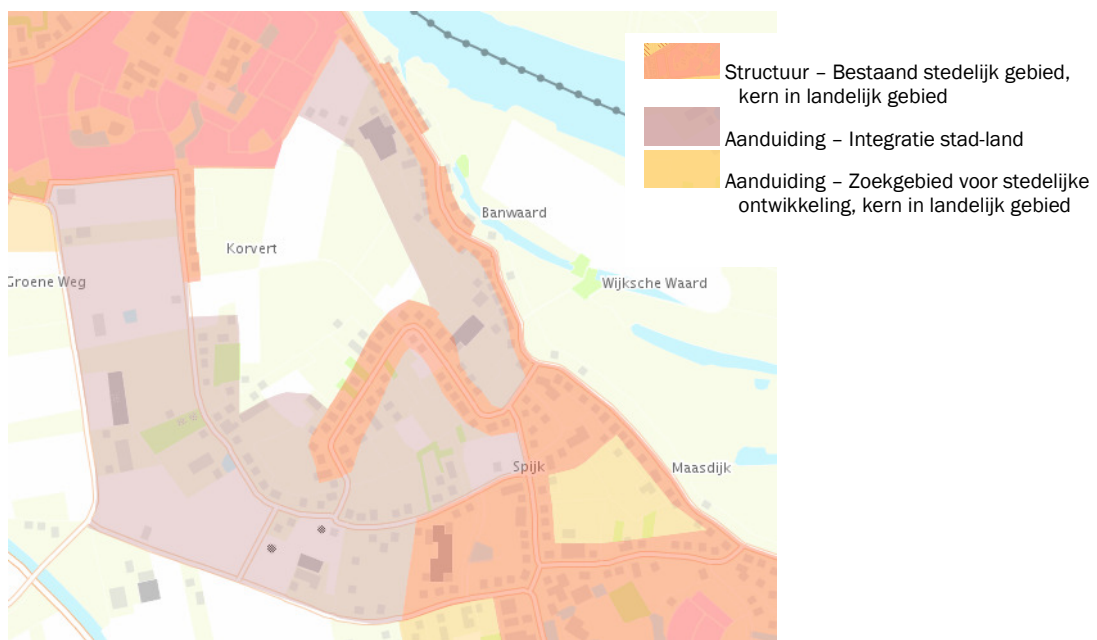 Structuur – Bestaand stedelijk gebied,
kern in landelijk gebied
Aanduiding – Integratie stad-land
Aanduiding – Zoekgebied voor stedelijke
ontwikkeling, kern in landelijk gebied
Banwaard
Korvert
Groene Weg
Wijksche Waard
Spijk
Maasdijk